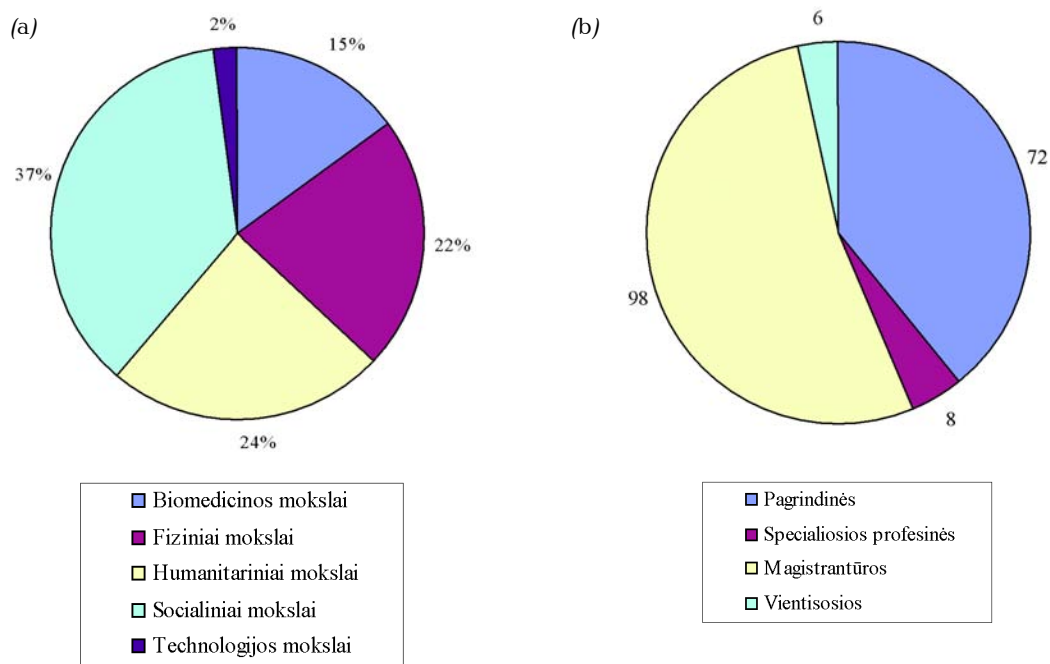 (a)
2%
15%
37%
22%
24%
Biomedicinos mokslai
Fiziniai mokslai
Humanitariniai mokslai
Socialiniai mokslai
Technologijos mokslai
(b)
6
72
98
8
Pagrindinės
Specialiosios profesinės
Magistrantūros
Vientisosios